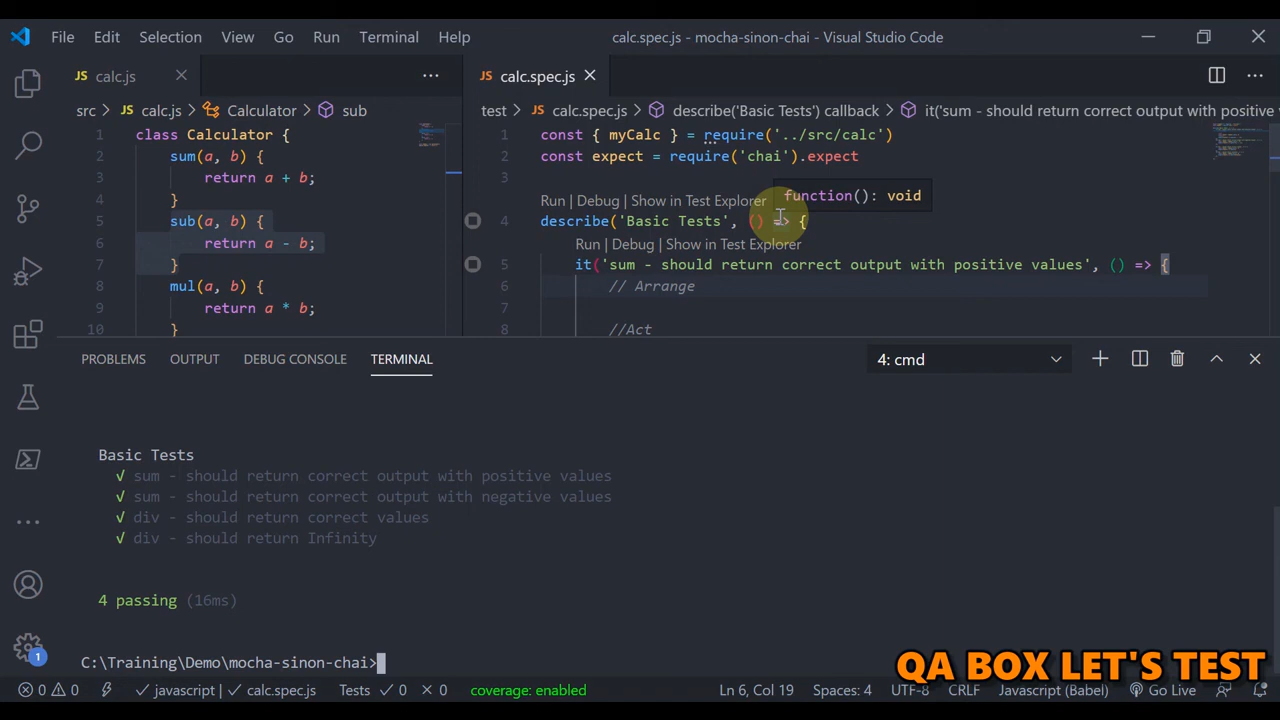 File Edit Selection View Go Run Terminal Help calc.spec.js - mocha-sinon-chai - Visual Studio Code
JS calc.js
JS calc.spec.js
src > JS calc.js > Calculator > sub
test > JS calc.spec.js > describe('Basic Tests') callback > it('sum - should return correct output with positive
1 class Calculator {
2 sum(a, b) {
3 return a + b;
4 }
5 sub(a, b) {
6 return a - b;
7 }
8 mul(a, b) {
9 return a * b;
10 }
1 const { myCalc } = require('../src/calc')
2 const expect = require('chai').expect
3
function(): void
Run | Debug | Show in Test Explorer
4 describe('Basic Tests', () => {
Run | Debug | Show in Test Explorer
5 it('sum - should return correct output with positive values', () => {
6 // Arrange
7
8 //Act
PROBLEMS OUTPUT DEBUG CONSOLE TERMINAL 4: cmd
Basic Tests
√ sum - should return correct output with positive values
√ sum - should return correct output with negative values
√ div - should return correct values
√ div - should return Infinity
4 passing (16ms)
C:\Training\Demo\mocha-sinon-chai>
QA BOX LET'S TEST
1
0 0 javascript | calc.spec.js Tests 0 0 coverage: enabled Ln 6, Col 19 Spaces: 4 UTF-8 CRLF Javascript (Babel) Go Live